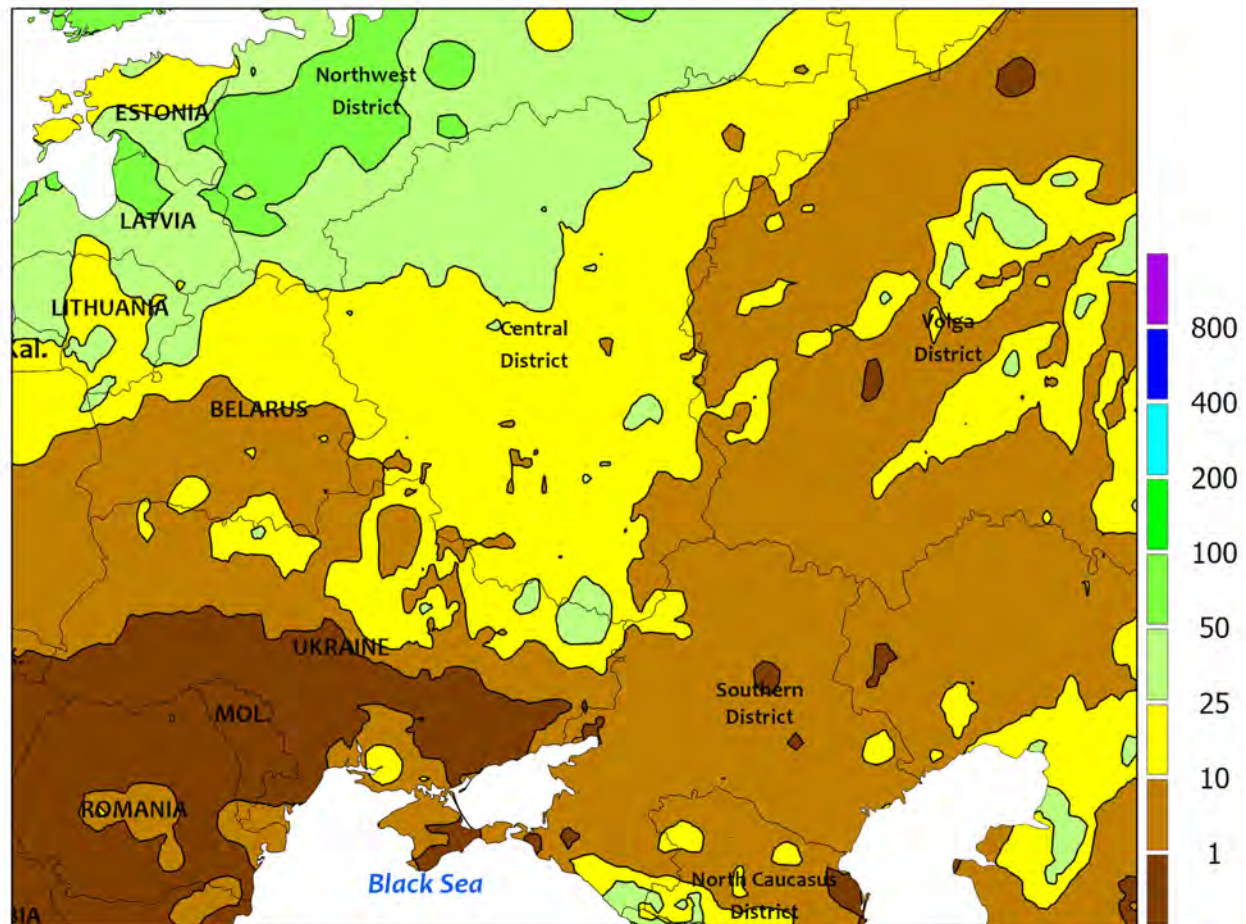 Northwest
District
ESTONIA
LATVIA
LITHUANIA
Kal.
Central
District
Volga
District
BELARUS
UKRAINE
MOL.
Southern
District
ROMANIA
Black Sea
North Caucasus
District
BIA
800
400
200
100
50
25
10
1